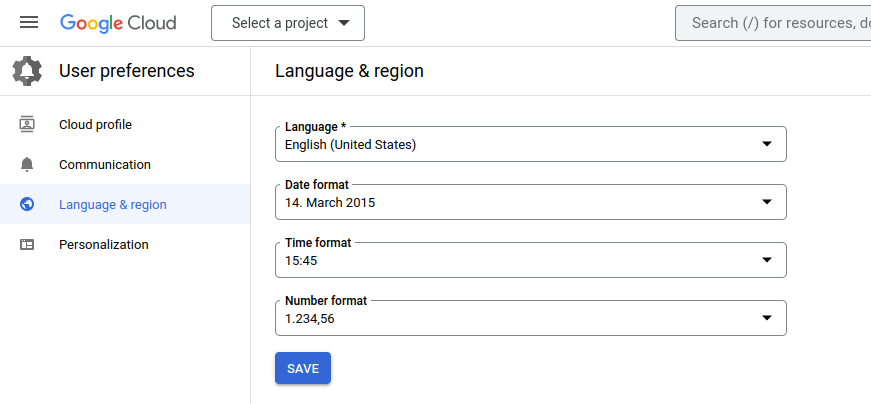 Google Cloud
Select a project
Search (/) for resources, do
User preferences
Language & region
Cloud profile
Communication
Language & region
Personalization
Language *
English (United States)
Date format
14. March 2015
Time format
15:45
Number format
1.234,56
SAVE